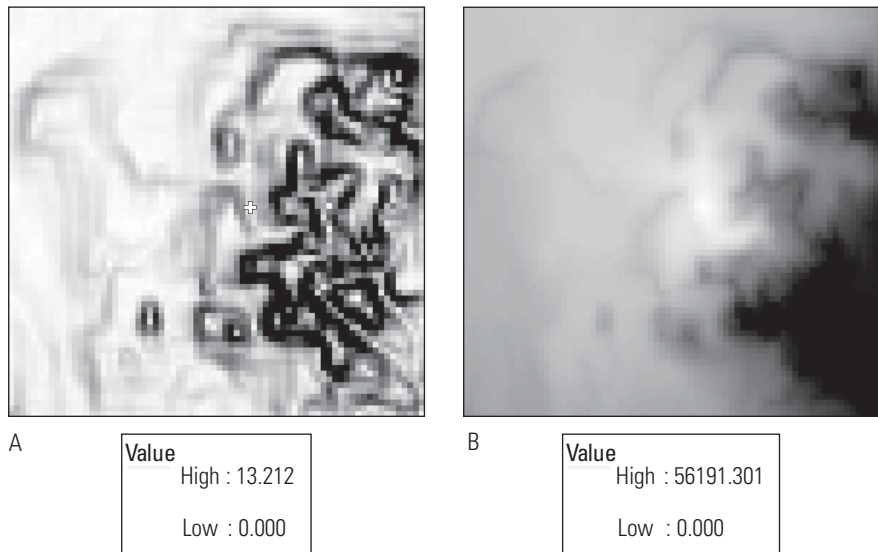 A
B
Value
High : 13.212
Low : 0.000
Value
High : 56191.301
Low : 0.000